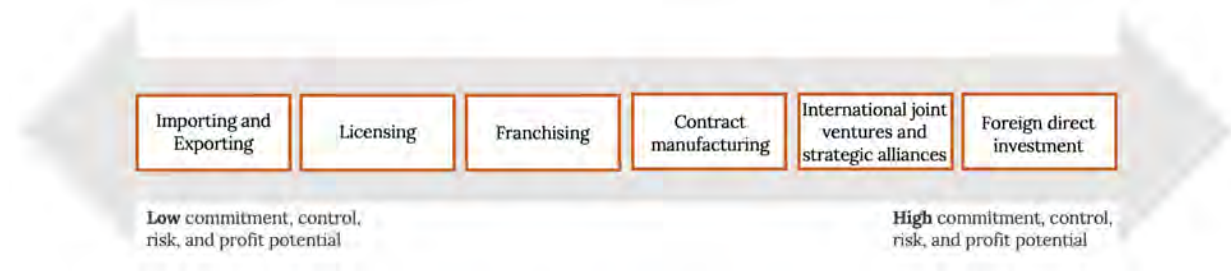 Importing and
Exporting
Licensing
Franchising
Contract
manufacturing
International joint
ventures and
strategic alliances
Foreign direct
investment
Low commitment, control,
risk, and profit potential
High commitment, control,
risk, and profit potential